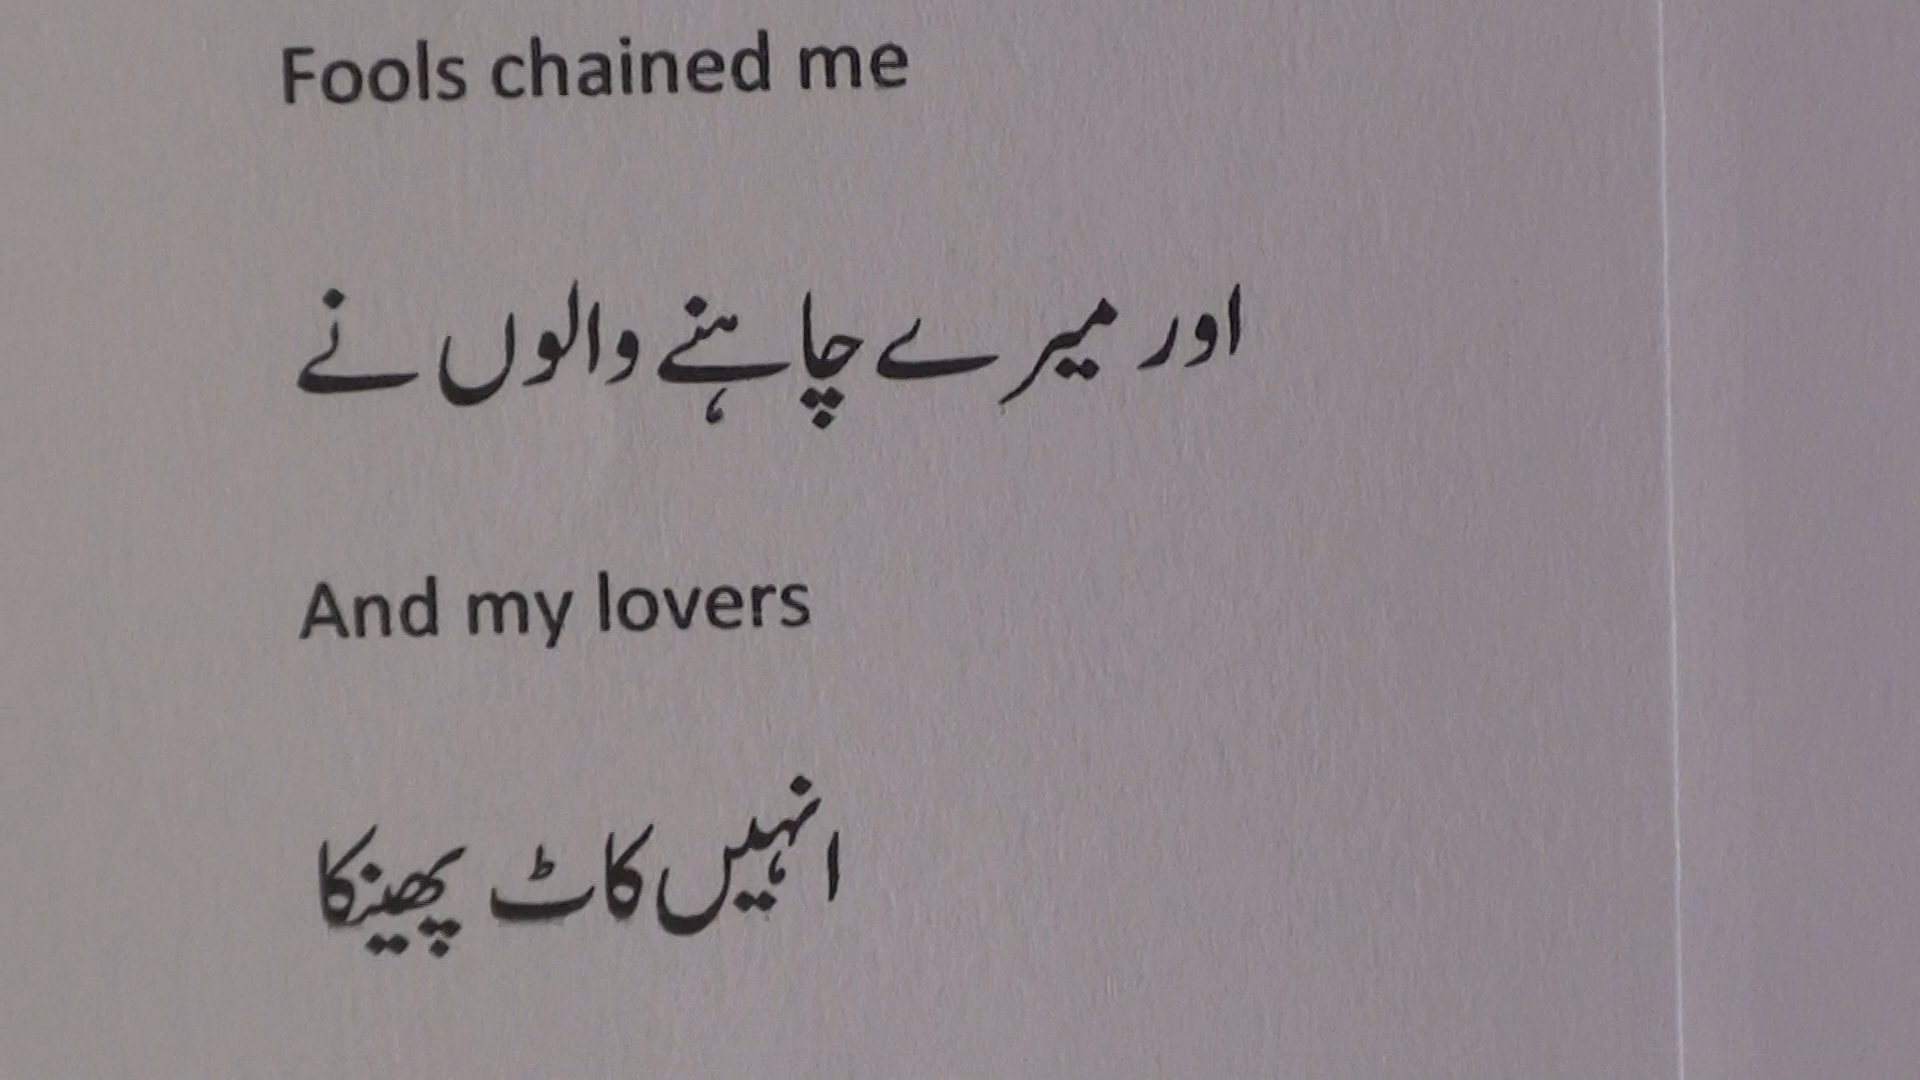 Fools chained me
اور میرے چاہنے والوں نے
And my lovers
انہیں کاٹ پھینکا